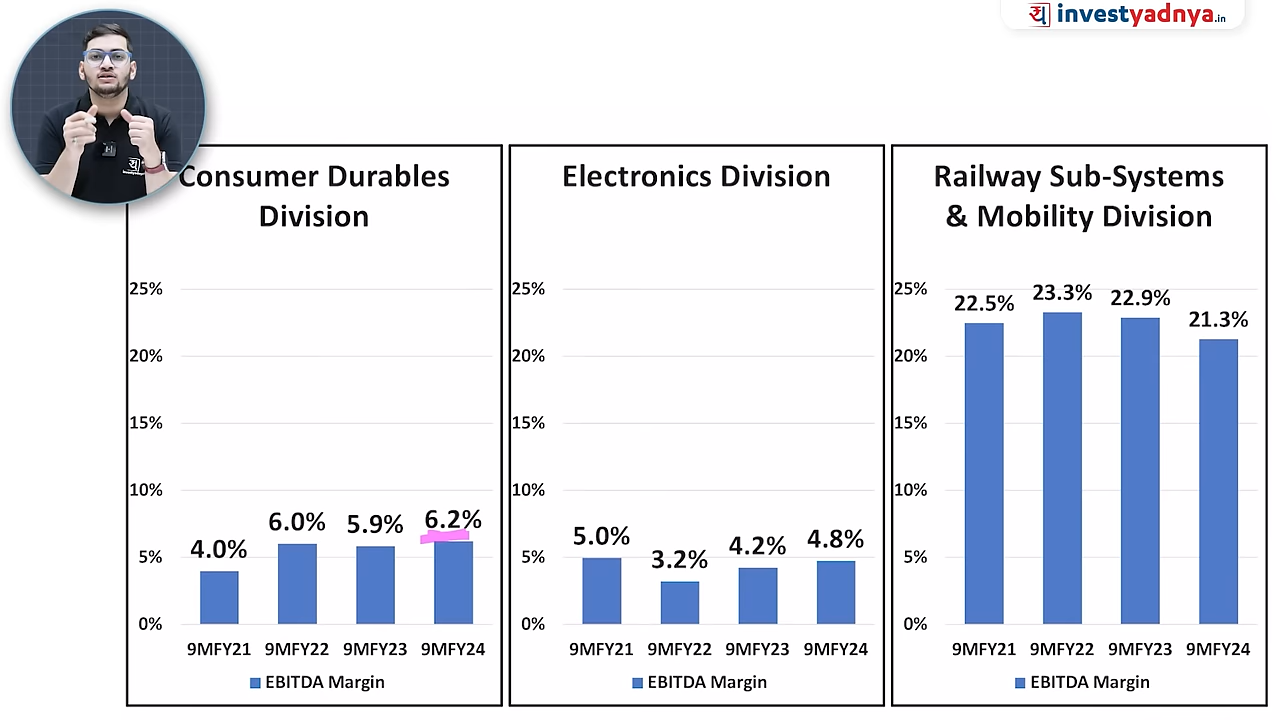 investyadnya.in
Consumer Durables
Division
25%
20%
15%
10%
5%
0%
4.0%
6.0%
5.9%
6.2%
9MFY21 9MFY22 9MFY23 9MFY24
EBITDA Margin
Electronics Division
25%
20%
15%
10%
5%
0%
5.0%
3.2%
4.2%
4.8%
9MFY21 9MFY22 9MFY23 9MFY24
EBITDA Margin
Railway Sub-Systems
& Mobility Division
25%
20%
15%
10%
5%
0%
22.5%
23.3%
22.9%
21.3%
9MFY21 9MFY22 9MFY23 9MFY24
EBITDA Margin